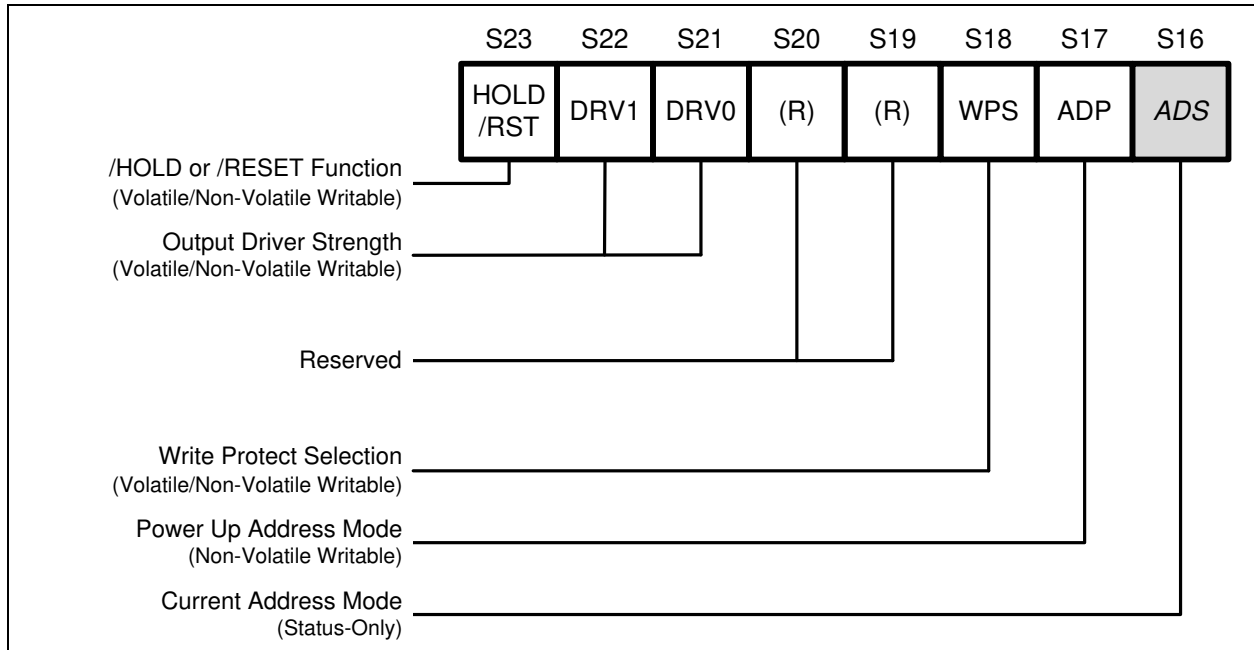 S23 S22 S21 S20 S19 S18 S17 S16
HOLD
/RST DRV1 DRV0 (R) (R) WPS ADP ADS
/HOLD or /RESET Function
(Volatile/Non-Volatile Writable)
Output Driver Strength
(Volatile/Non-Volatile Writable)
Reserved
Write Protect Selection
(Volatile/Non-Volatile Writable)
Power Up Address Mode
(Non-Volatile Writable)
Current Address Mode
(Status-Only)